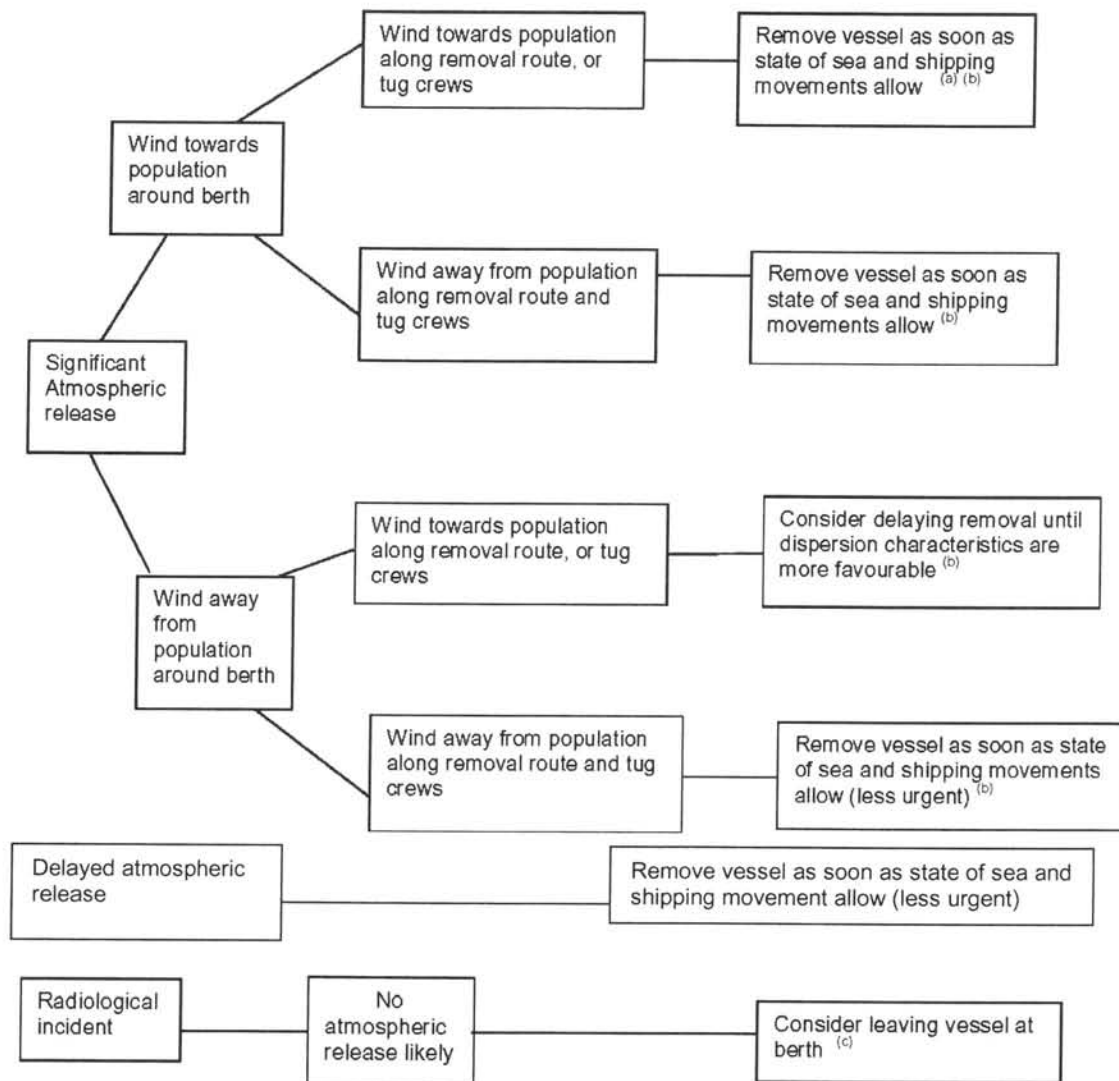 Wind towards population
along removal route, or
tug crews
Remove vessel as soon as
state of sea and shipping
movements allow (a) (b)
Wind towards
population
around berth
Wind away from population
along removal route and
tug crews
Remove vessel as soon as
state of sea and shipping
movements allow (b)
Significant
Atmospheric
release
Wind towards population
along removal route, or tug
crews
Consider delaying removal until
dispersion characteristics are
more favourable (b)
Wind away
from
population
around berth
Wind away from population
along removal route and tug
crews
Remove vessel as soon as state
of sea and shipping movements
allow (less urgent) (b)
Delayed atmospheric
release
Remove vessel as soon as state of sea and
shipping movement allow (less urgent)
Radiological
incident
No
atmospheric
release likely
Consider leaving vessel at
berth (c)